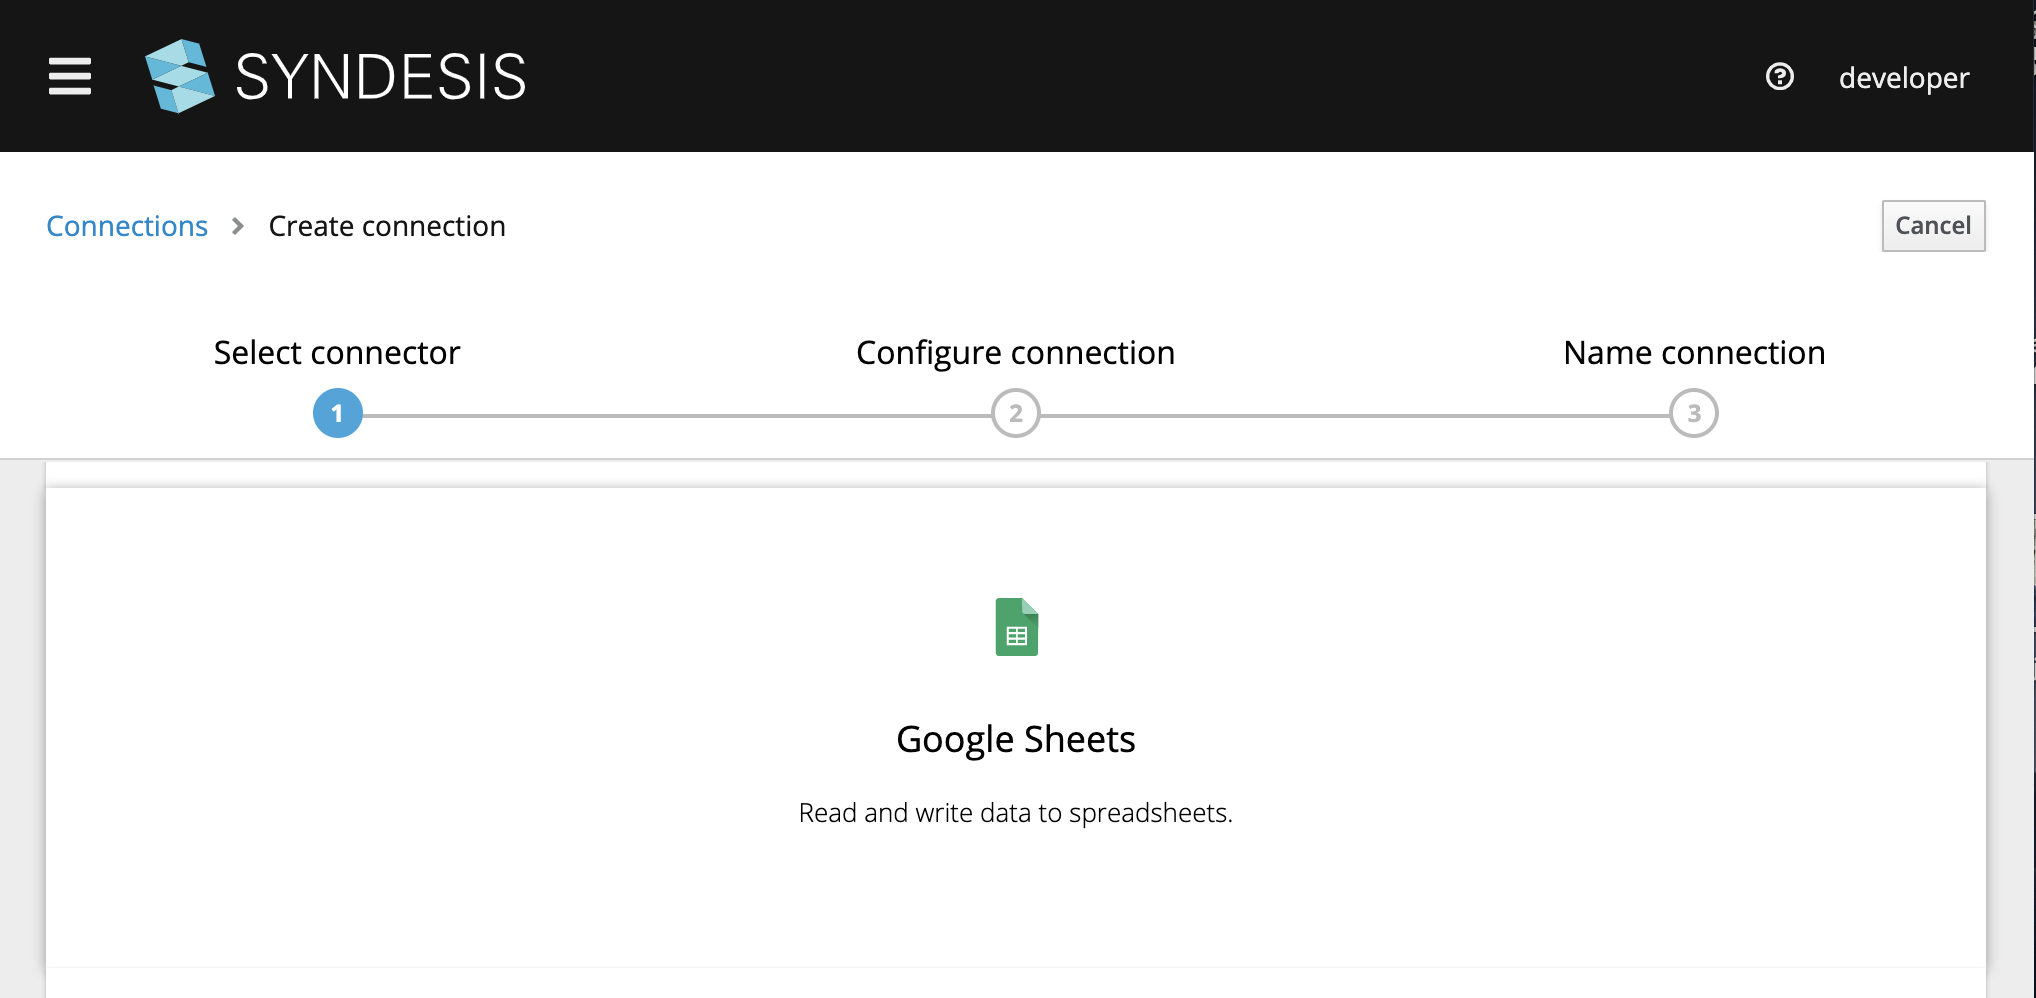 SYNDESIS
developer
Connections > Create connection
Cancel
Select connector
Configure connection
Name connection
1
2
3
Google Sheets
Read and write data to spreadsheets.